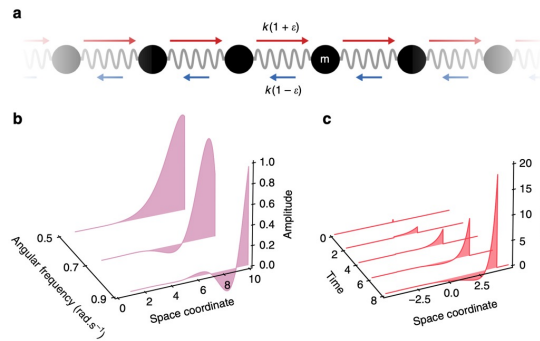 a
k(1 + ε)
m
k(1 − ε)
b
1.0
0.8
0.6
0.4
0.2
0.0
Amplitude
0.5
0.7
0.9
Angular frequency (rad.s⁻¹)
0
2
4
6
8
10
Space coordinate
c
20
15
10
5
0
0
2
4
6
8
Time
−2.5
0.0
2.5
Space coordinate